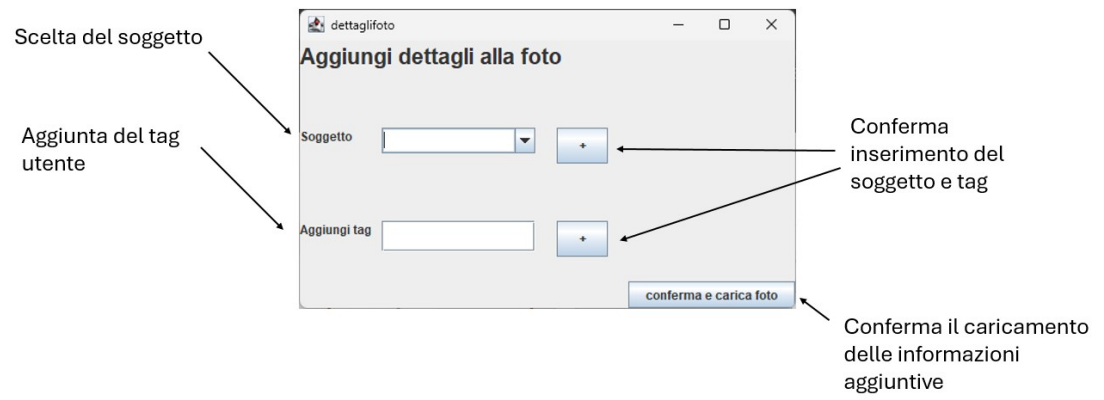 dettaglifoto
Scelta del soggetto
Aggiungi dettagli alla foto
Aggiunta del tag
utente
Soggetto
+
Conferma
inserimento del
soggetto e tag
Aggiungi tag
+
conferma e carica foto
Conferma il caricamento
delle informazioni
aggiuntive